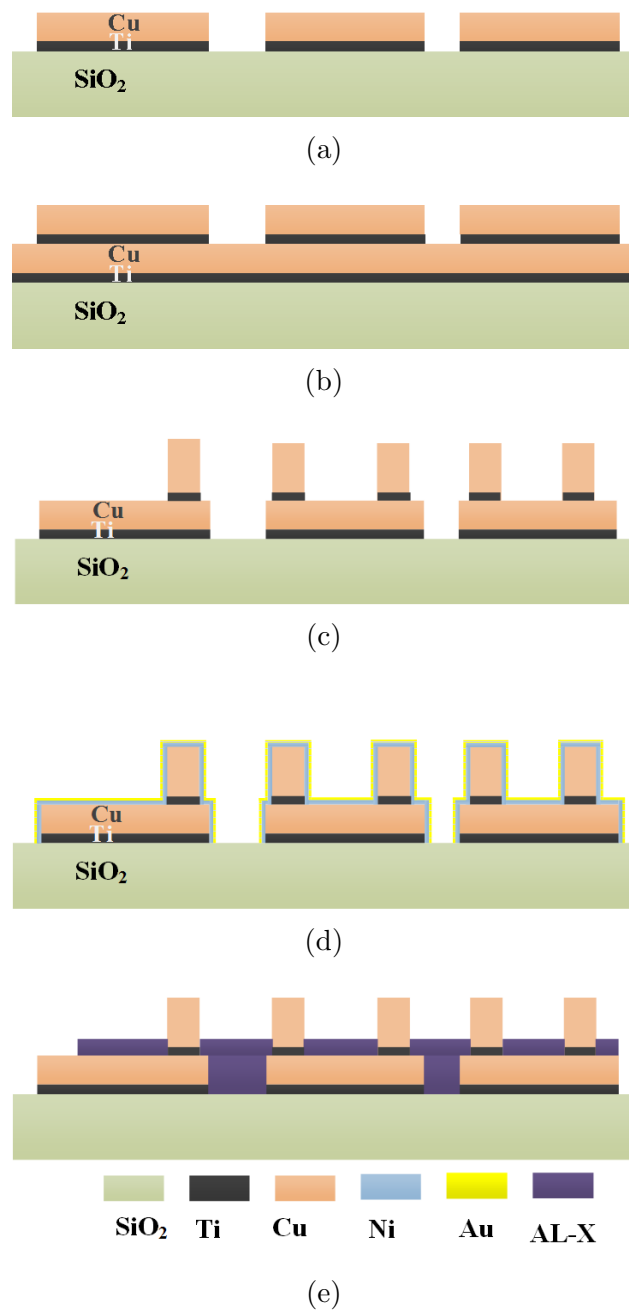 Cu
Ti
SiO₂
(a)
Cu
Ti
SiO₂
(b)
Cu
Ti
SiO₂
(c)
Cu
Ti
SiO₂
(d)
SiO₂ Ti Cu Ni Au AL-X
(e)